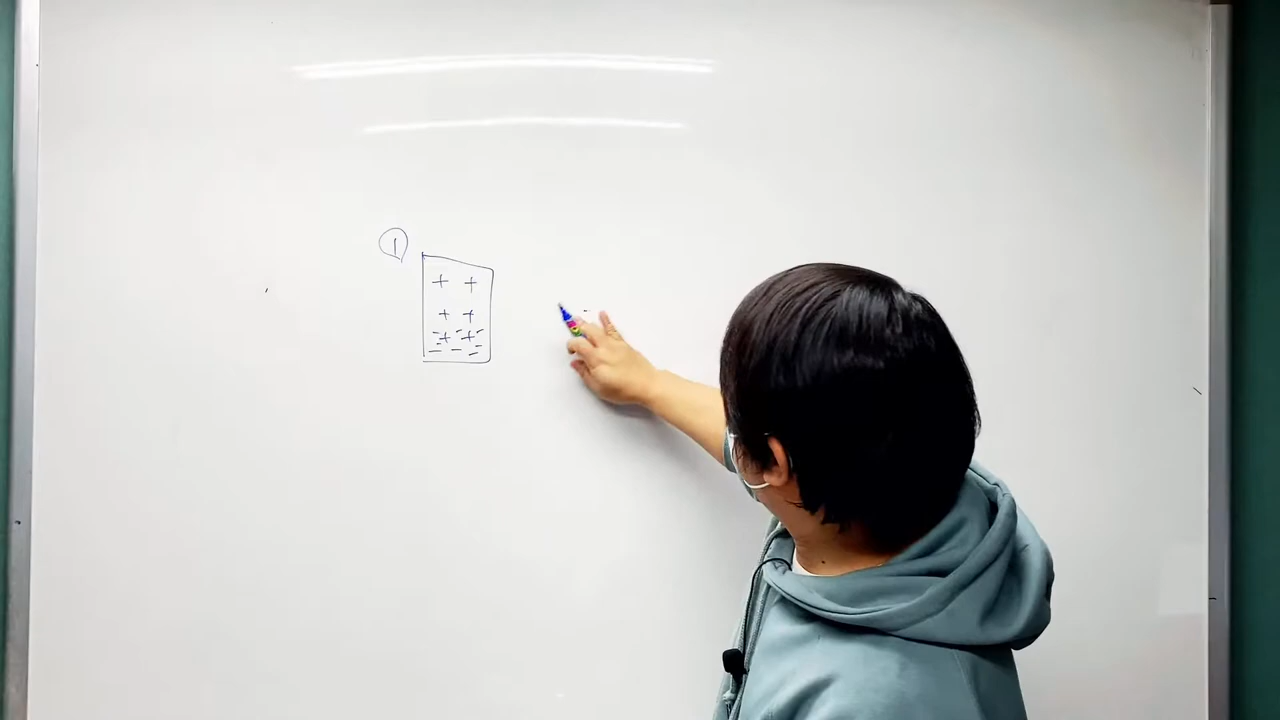 ①
+ +
+ +
- + - - + -
- - - - -